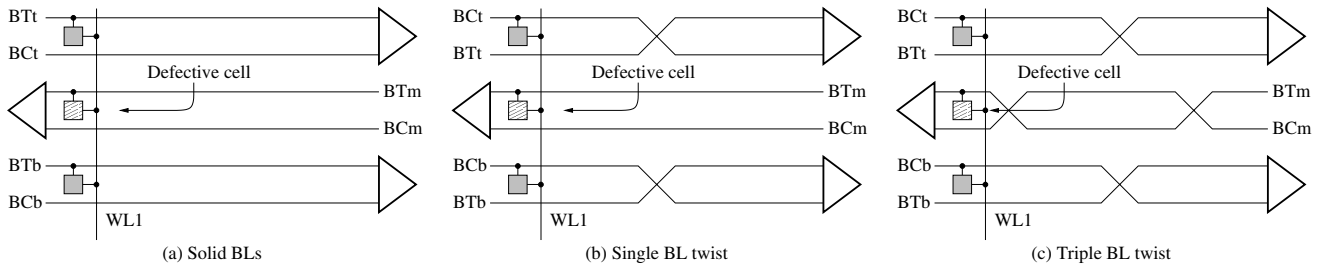 BTt
BCt
Defective cell
BTm
BCm
BTb
BCb
WL1
(a) Solid BLs
BCt
BTt
Defective cell
BTm
BCm
BCb
BTb
WL1
(b) Single BL twist
BCt
BTt
Defective cell
BTm
BCm
BCb
BTb
WL1
(c) Triple BL twist